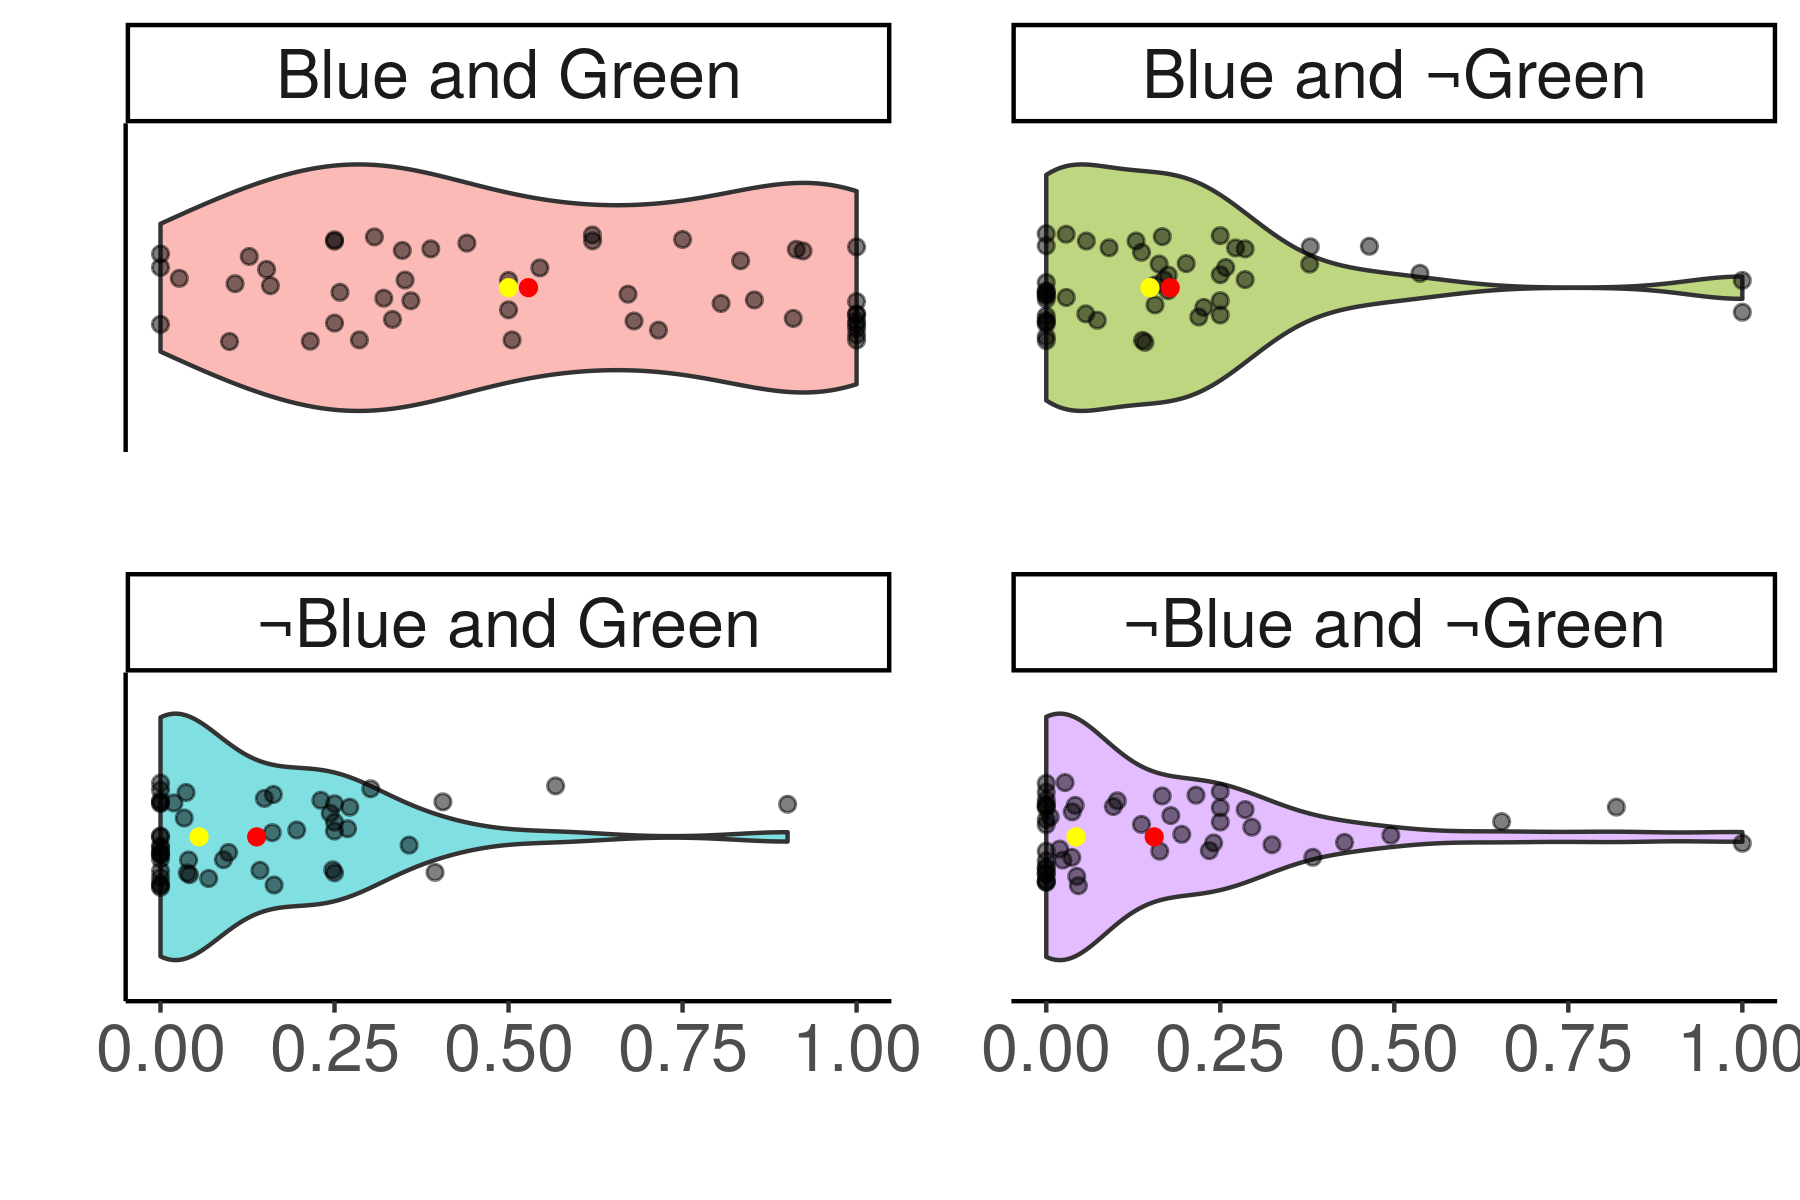 Blue and Green
Blue and ¬Green
¬Blue and Green
¬Blue and ¬Green
0.00 0.25 0.50 0.75 1.00
0.00 0.25 0.50 0.75 1.00